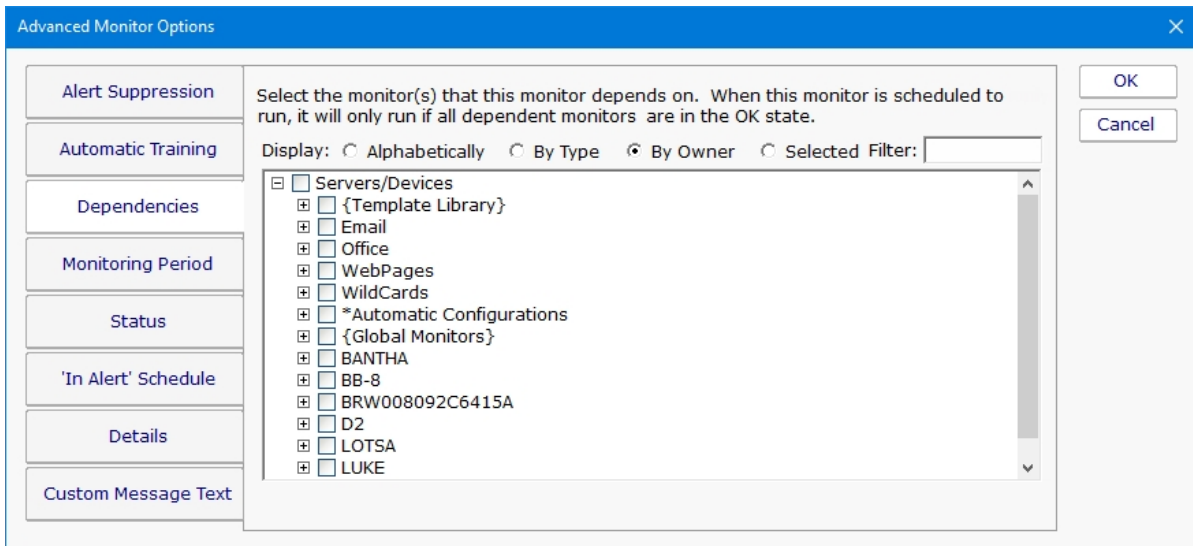 Advanced Monitor Options
Alert Suppression
Automatic Training
Dependencies
Monitoring Period
Status
'In Alert' Schedule
Details
Custom Message Text
Select the monitor(s) that this monitor depends on.  When this monitor is scheduled to
run, it will only run if all dependent monitors  are in the OK state.
Display: Alphabetically By Type By Owner Selected Filter:
Servers/Devices
{Template Library}
Email
Office
WebPages
WildCards
*Automatic Configurations
{Global Monitors}
BANTHA
BB-8
BRW008092C6415A
D2
LOTSA
LUKE
OK
Cancel